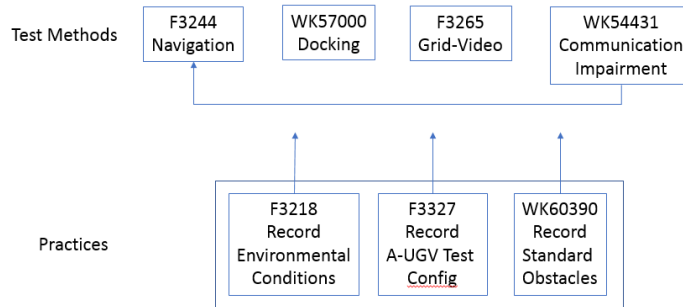 Test Methods
F3244
Navigation
WK57000
Docking
F3265
Grid-Video
WK54431
Communication
Impairment
Practices
F3218
Record
Environmental
Conditions
F3327
Record
A-UGV Test
Config
WK60390
Record
Standard
Obstacles